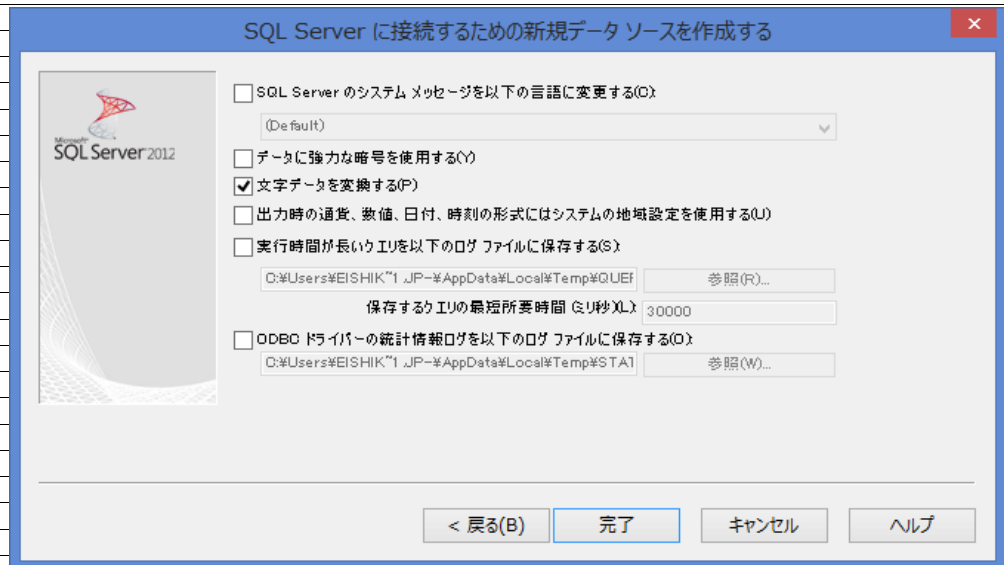 SQL Server に接続するための新規データ ソースを作成する
Microsoft
SQL Server 2012
SQL Server のシステム メッセージを以下の言語に変更する(C):
(Default)
データに強力な暗号を使用する(Y)
文字データを変換する(P)
出力時の通貨、数値、日付、時刻の形式にはシステムの地域設定を使用する(U)
実行時間が長いクエリを以下のログ ファイルに保存する(S):
C:¥Users¥EISHIK~1.JP-¥AppData¥Local¥Temp¥QUER
参照(R)...
保存するクエリの最短所要時間 (ミリ秒)(L):
30000
ODBC ドライバーの統計情報ログを以下のログ ファイルに保存する(O):
C:¥Users¥EISHIK~1.JP-¥AppData¥Local¥Temp¥STAT
参照(W)...
< 戻る(B)
完了
キャンセル
ヘルプ